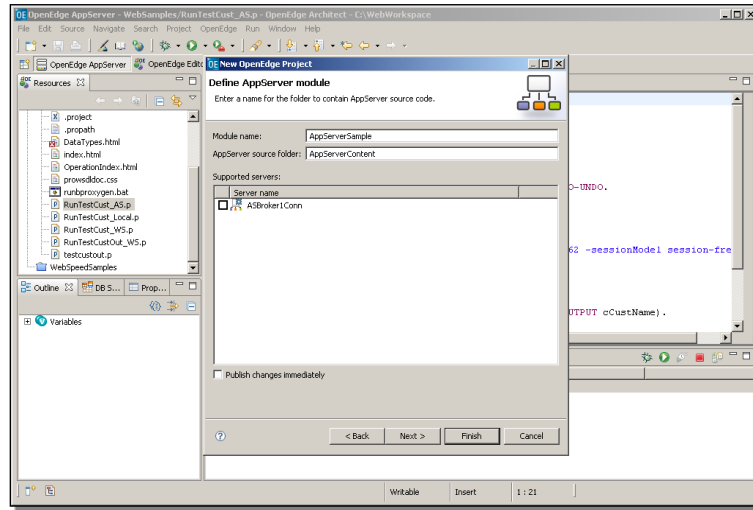 OpenEdge AppServer - WebSamples/RunTestCust_AS.p - OpenEdge Architect - C:\WebWorkspace
File Edit Source Navigate Search Project OpenEdge Run Window Help
OpenEdge AppServer OpenEdge Edito
Resources
.project
.propath
DataTypes.html
index.html
OperationIndex.html
prowsdldoc.css
runbproxygen.bat
RunTestCust_AS.p
RunTestCust_Local.p
RunTestCust_WS.p
RunTestCustOut_WS.p
testcustout.p
WebSpeedSamples
Outline DB S... Prop...
Variables
New OpenEdge Project
Define AppServer module
Enter a name for the folder to contain AppServer source code.
Module name: AppServerSample
AppServer source folder: AppServerContent
Supported servers:
Server name
ASBroker1Conn
Publish changes immediately
< Back Next > Finish Cancel
O-UNDO.
62 -sessionModel session-fre
UTPUT cCustName).
Writable Insert 1 : 21